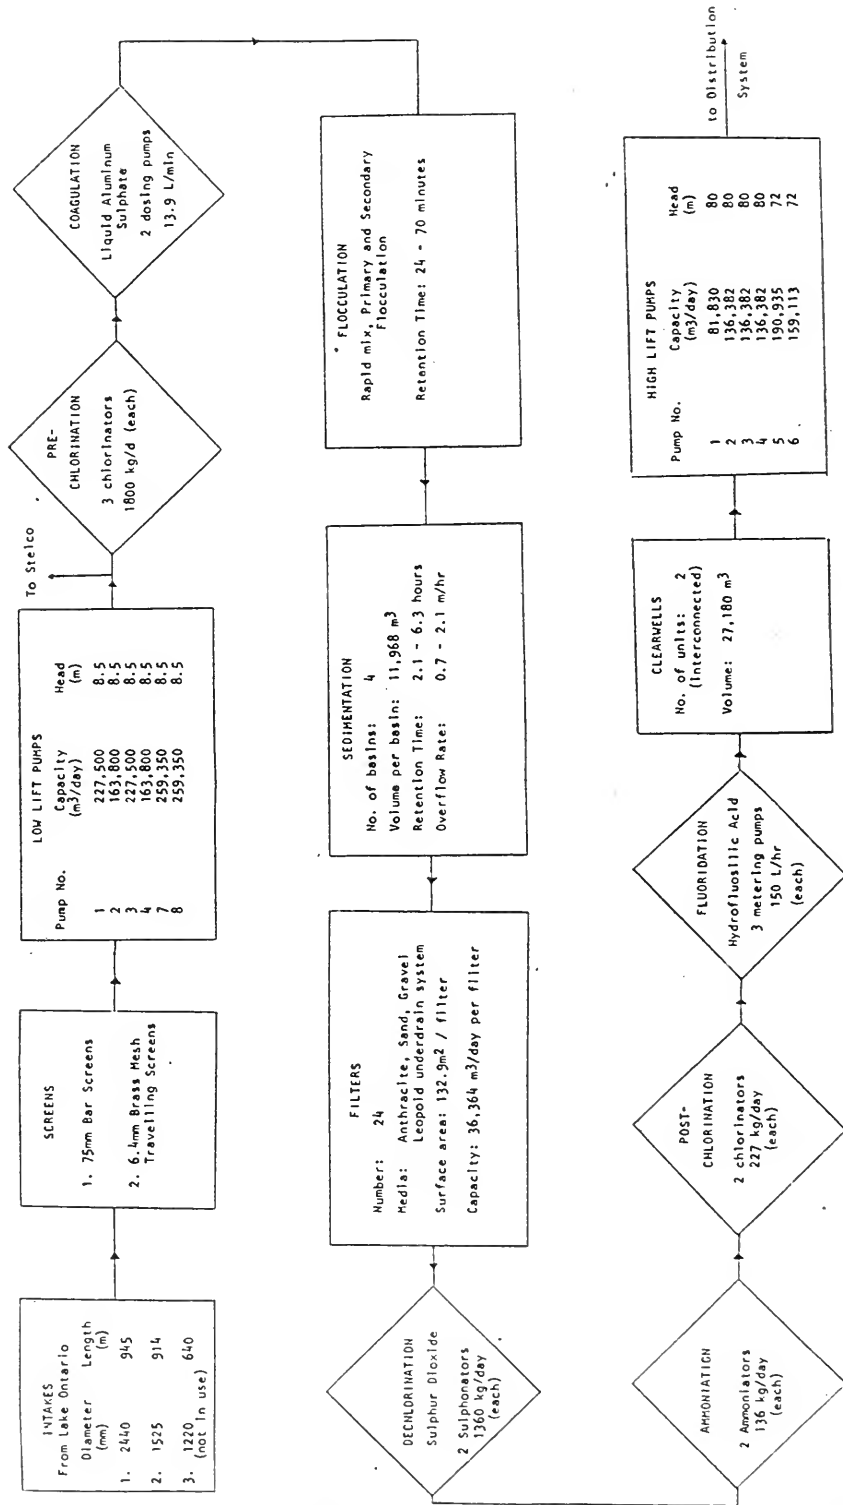 INTAKES
From Lake Ontario
Diameter Length
(mm) (m)
1. 2440 945
2. 1525 914
3. 1220 640
(not in use)
SCREENS
1. 75mm Bar Screens
2. 6.4mm Brass Mesh
Travelling Screens
LOW LIFT PUMPS
Pump No. Capacity Head
(m3/day) (m)
1 227,500 8.5
2 163,800 8.5
3 227,500 8.5
4 163,800 8.5
7 259,350 8.5
8 259,350 8.5
To Stelco
PRE-
CHLORINATION
3 chlorinators
1800 kg/d (each)
COAGULATION
Liquid Aluminum
Sulphate
2 dosing pumps
13.9 L/min
FLOCCULATION
Rapid mix, Primary and Secondary
Flocculation
Retantion Time: 24 - 70 minutes
SEDIMENTATION
No. of basins: 4
Volume per basin: 11,968 m3
Retention Time: 2.1 - 6.3 hours
Overflow Rate: 0.7 - 2.1 m/hr
FILTERS
Number: 24
Media: Anthracite, Sand, Gravel
Leopold underdrain system
Surface area: 132.9m2 / filter
Capacity: 36,364 m3/day per filter
DECHLORINATION
Sulphur Dioxide
2 Sulphonators
1360 kg/day
(each)
AMMONIATION
2 Ammoniators
136 kg/day
(each)
POST-
CHLORINATION
2 chlorinators
227 kg/day
(each)
FLUORIDATION
Hydrofluosilic Acid
3 metering pumps
150 L/hr
(each)
CLEARWELLS
No. of units: 2
(Interconnected)
Volume: 27,180 m3
HIGH LIFT PUMPS
Pump No. Capacity Head
(m3/day) (m)
1 81,830 80
2 136,382 80
3 136,382 80
4 136,382 80
5 190,935 72
6 159,113 72
to Distribution
System